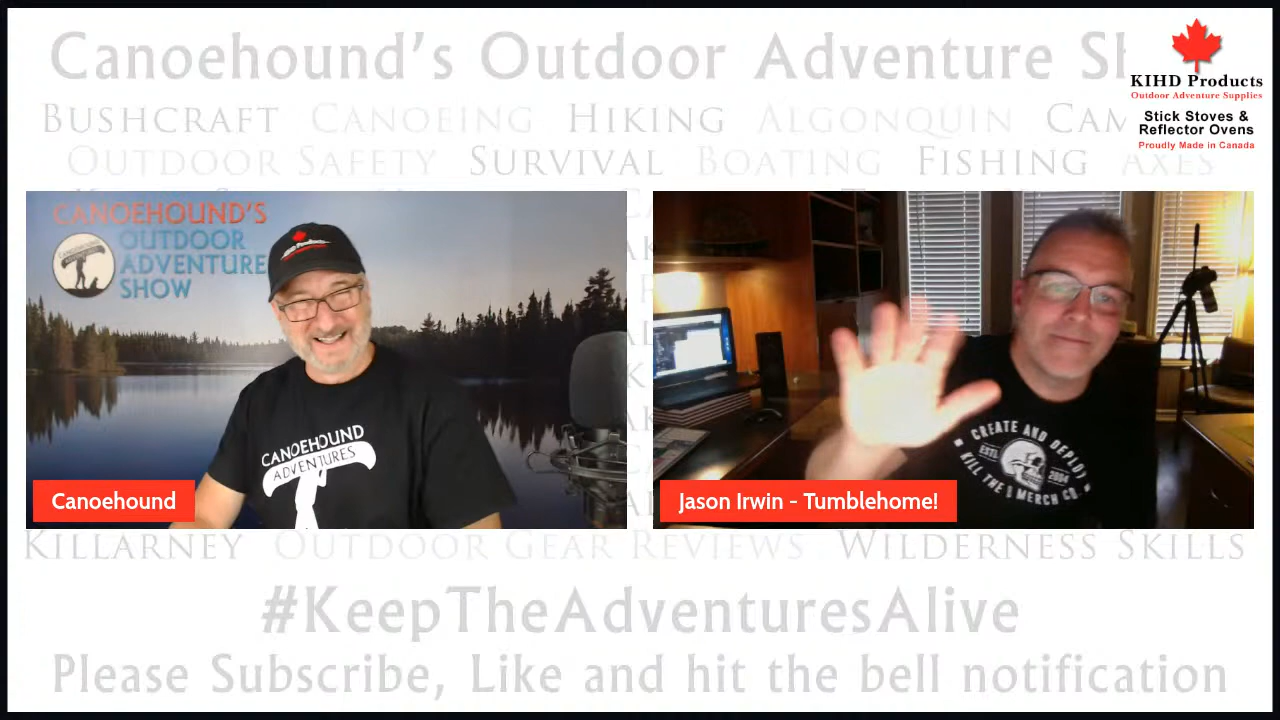 Canoehound's Outdoor Adventure
KIHD Products
Outdoor Adventure Supplies
Stick Stoves &
Reflector Ovens
Proudly Made in Canada
Bushcraft Canoeing Hiking Algonquin
Outdoor Safety Survival Boating Fishing Axes
CANOEHOUND'S
OUTDOOR
ADVENTURE
SHOW
CANOEHOUND
ADVENTURES
CREATE AND DEPLOY
ESTD. 2004
KILL THE 8 MERCH CO.
Canoehound
Jason Irwin - Tumblehome!
Killarney Outdoor Gear Reviews Wilderness Skills
#KeepTheAdventuresAlive
Please Subscribe, Like and hit the bell notification